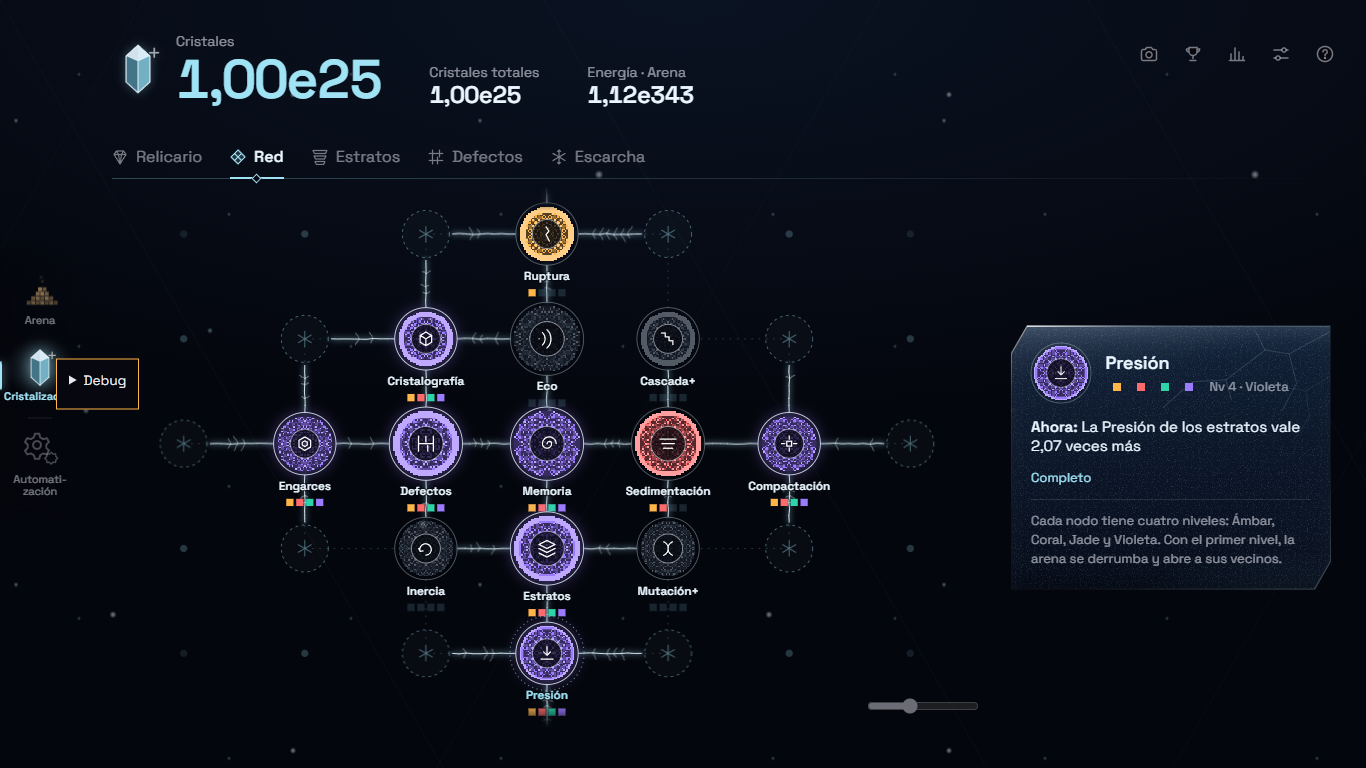 Cristales
1,00e25
Cristales totales
1,00e25
Energía · Arena
1,12e343
Relicario
Red
Estratos
Defectos
Escarcha
Arena
Cristalizac
Debug
Automati-
zación
Ruptura
Cristalografía
Eco
Cascada+
Engarces
Defectos
Memoria
Sedimentación
Compactación
Inercia
Estratos
Mutación+
Presión
Presión
Nv 4 · Violeta
Ahora: La Presión de los estratos vale
2,07 veces más
Completo
Cada nodo tiene cuatro niveles: Ámbar,
Coral, Jade y Violeta. Con el primer nivel, la
arena se derrumba y abre a sus vecinos.